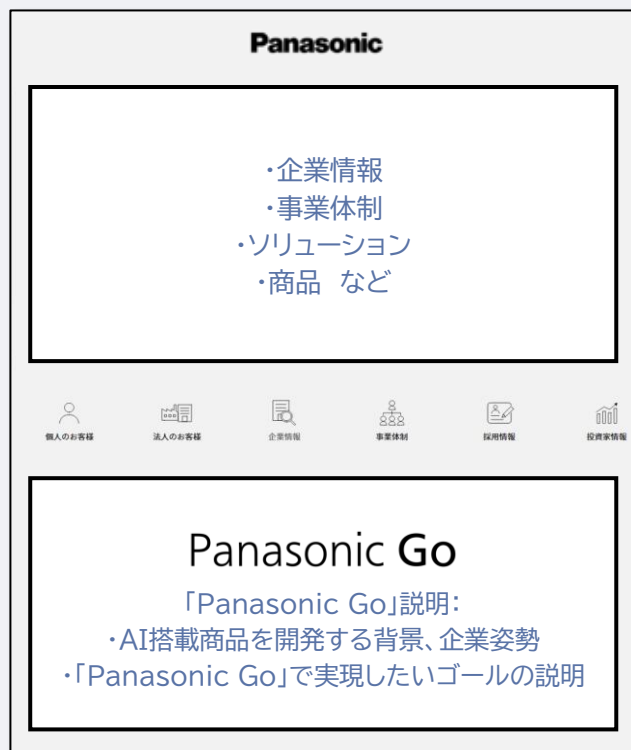 Panasonic
・企業情報
・事業体制
・ソリューション
・商品　など
個人のお客様
法人のお客様
企業情報
事業体制
採用情報
投資家情報
Panasonic Go
「Panasonic Go」説明：
・AI搭載商品を開発する背景、企業姿勢
・「Panasonic Go」で実現したいゴールの説明